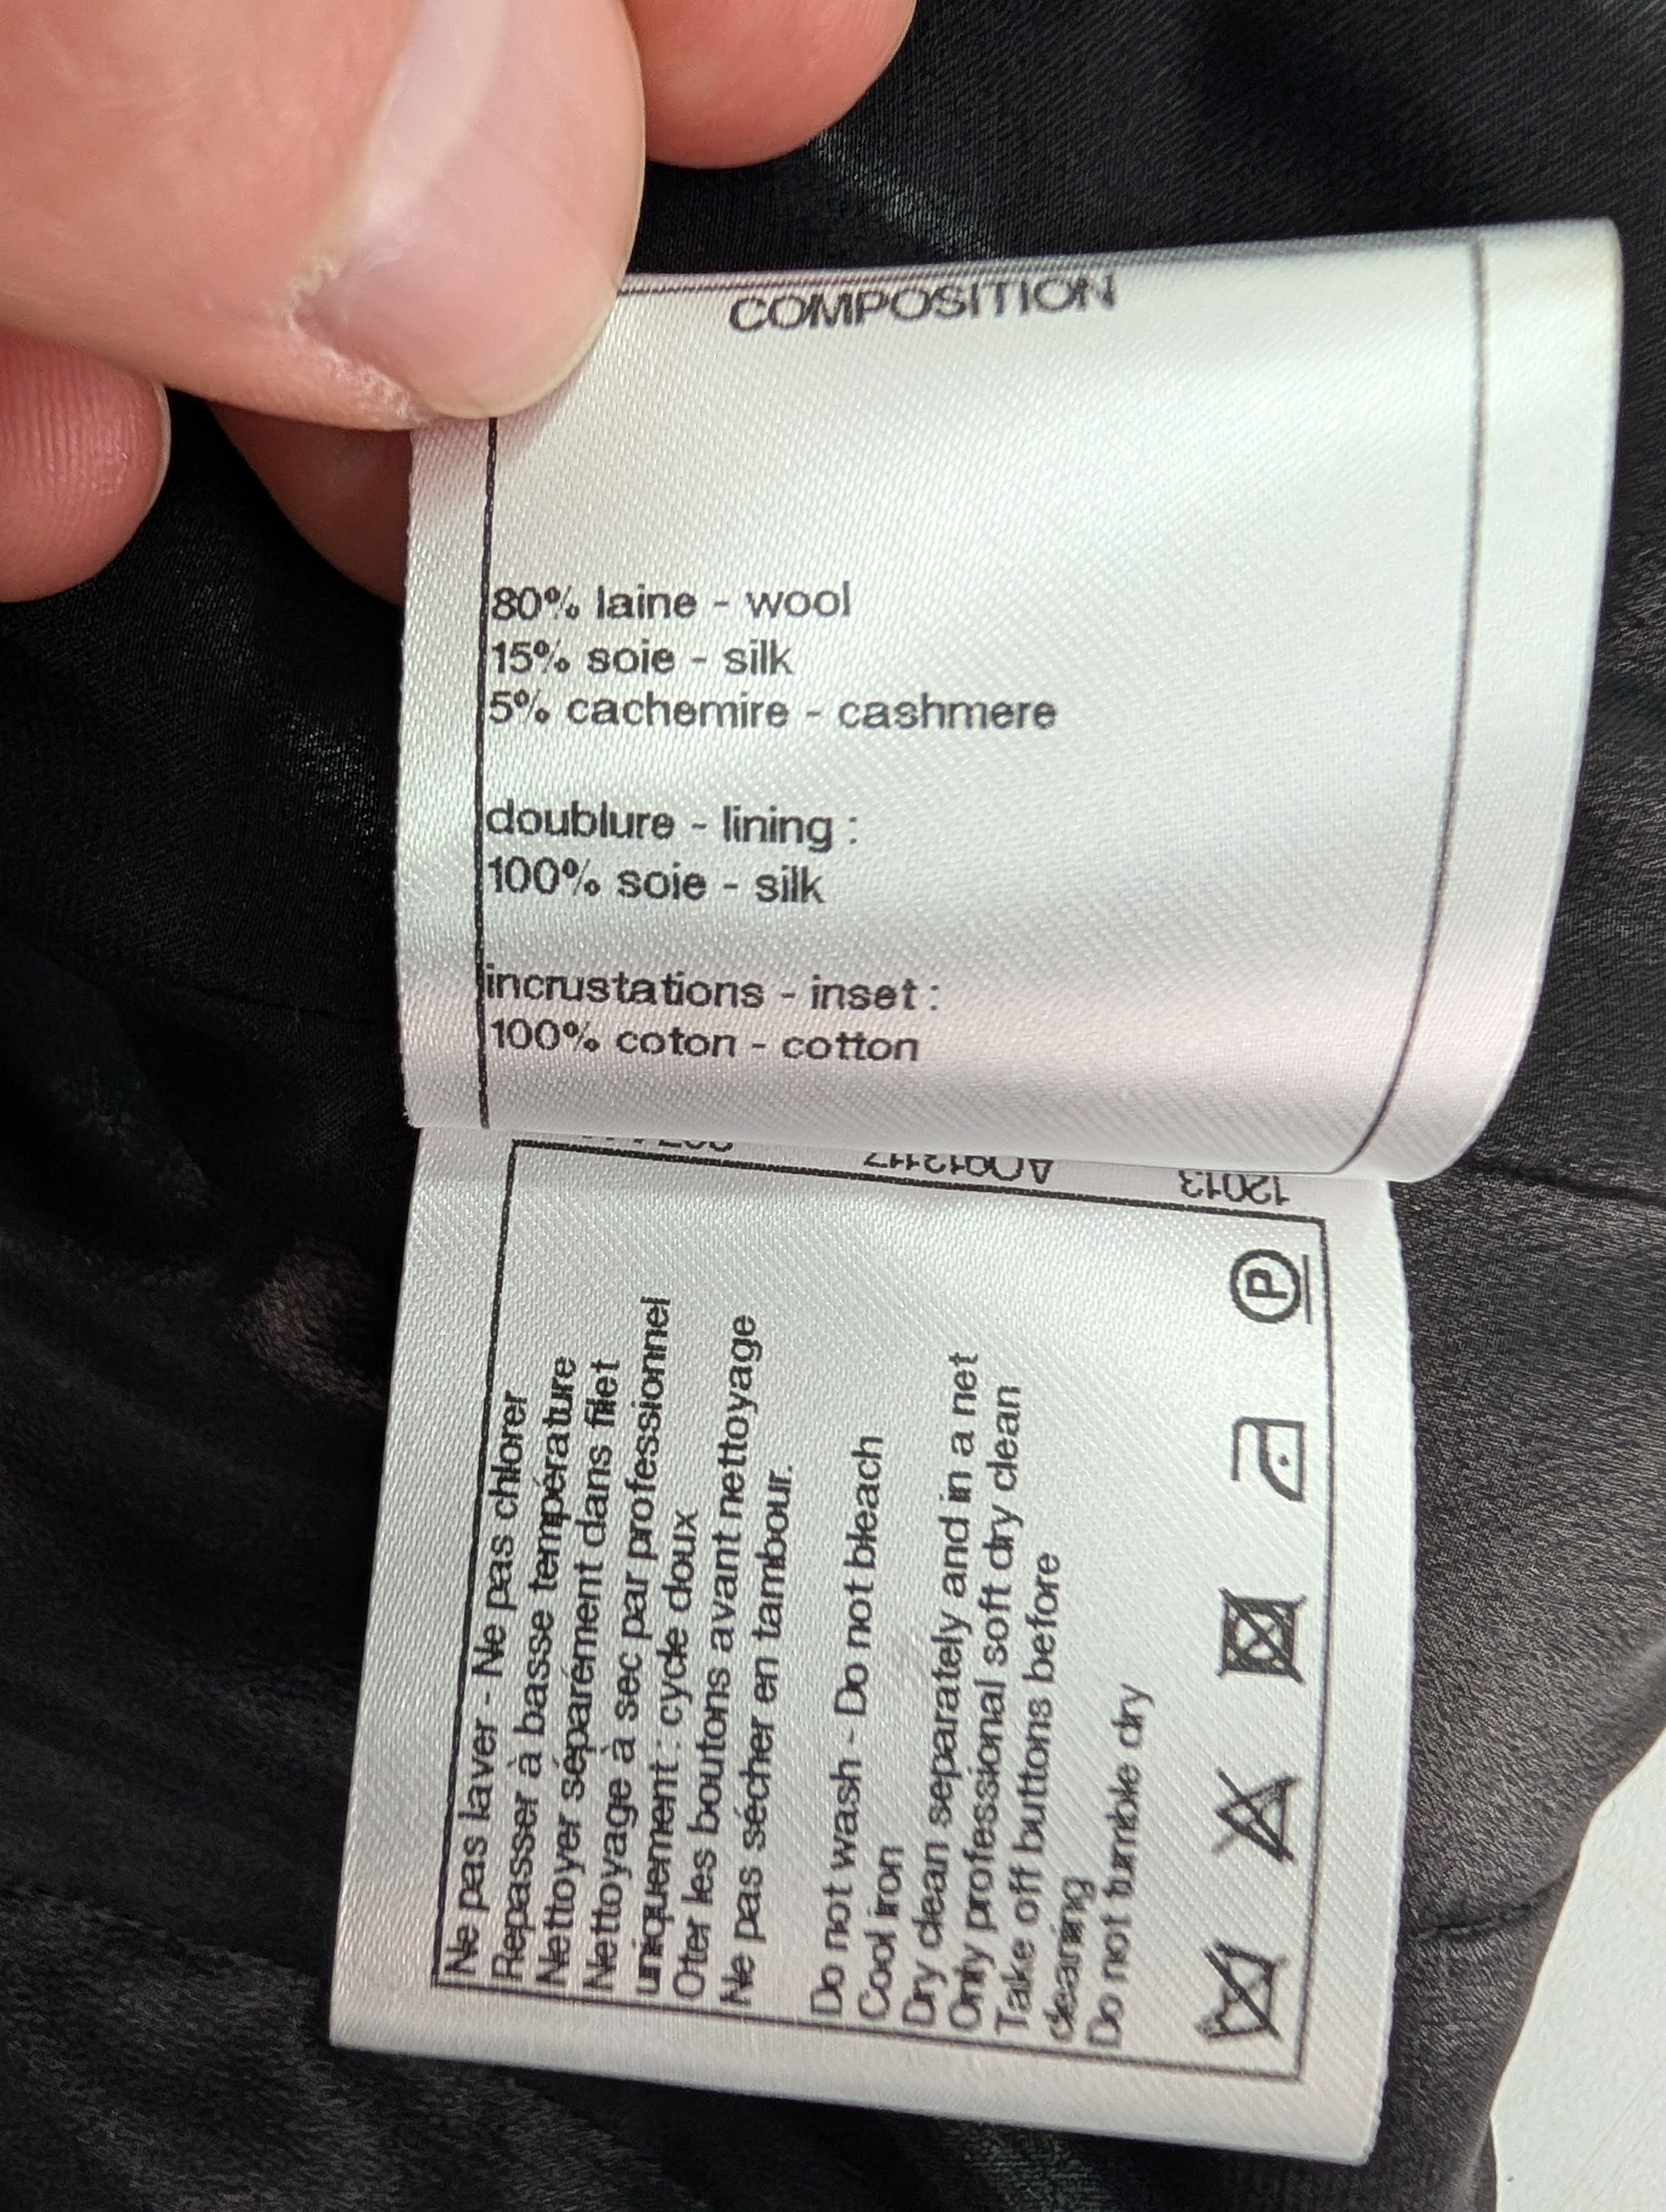 COMPOSITION
80% laine - wool
15% soie - silk
5% cachemire - cashmere
doublure - lining :
100% soie - silk
incrustations - inset :
100% coton - cotton
12013
Ne pas laver - Ne pas chlorer
Repasser à basse température
Nettoyer séparément dans filet
Nettoyage à sec par professionnel
uniquement : cycle doux
Oter les boutons avant nettoyage
Ne pas sécher en tambour.
Do not wash - Do not bleach
Cool iron
Dry clean separately and in a net
Only professional soft dry clean
Take off buttons before
cleaning
Do not tumble dry
P